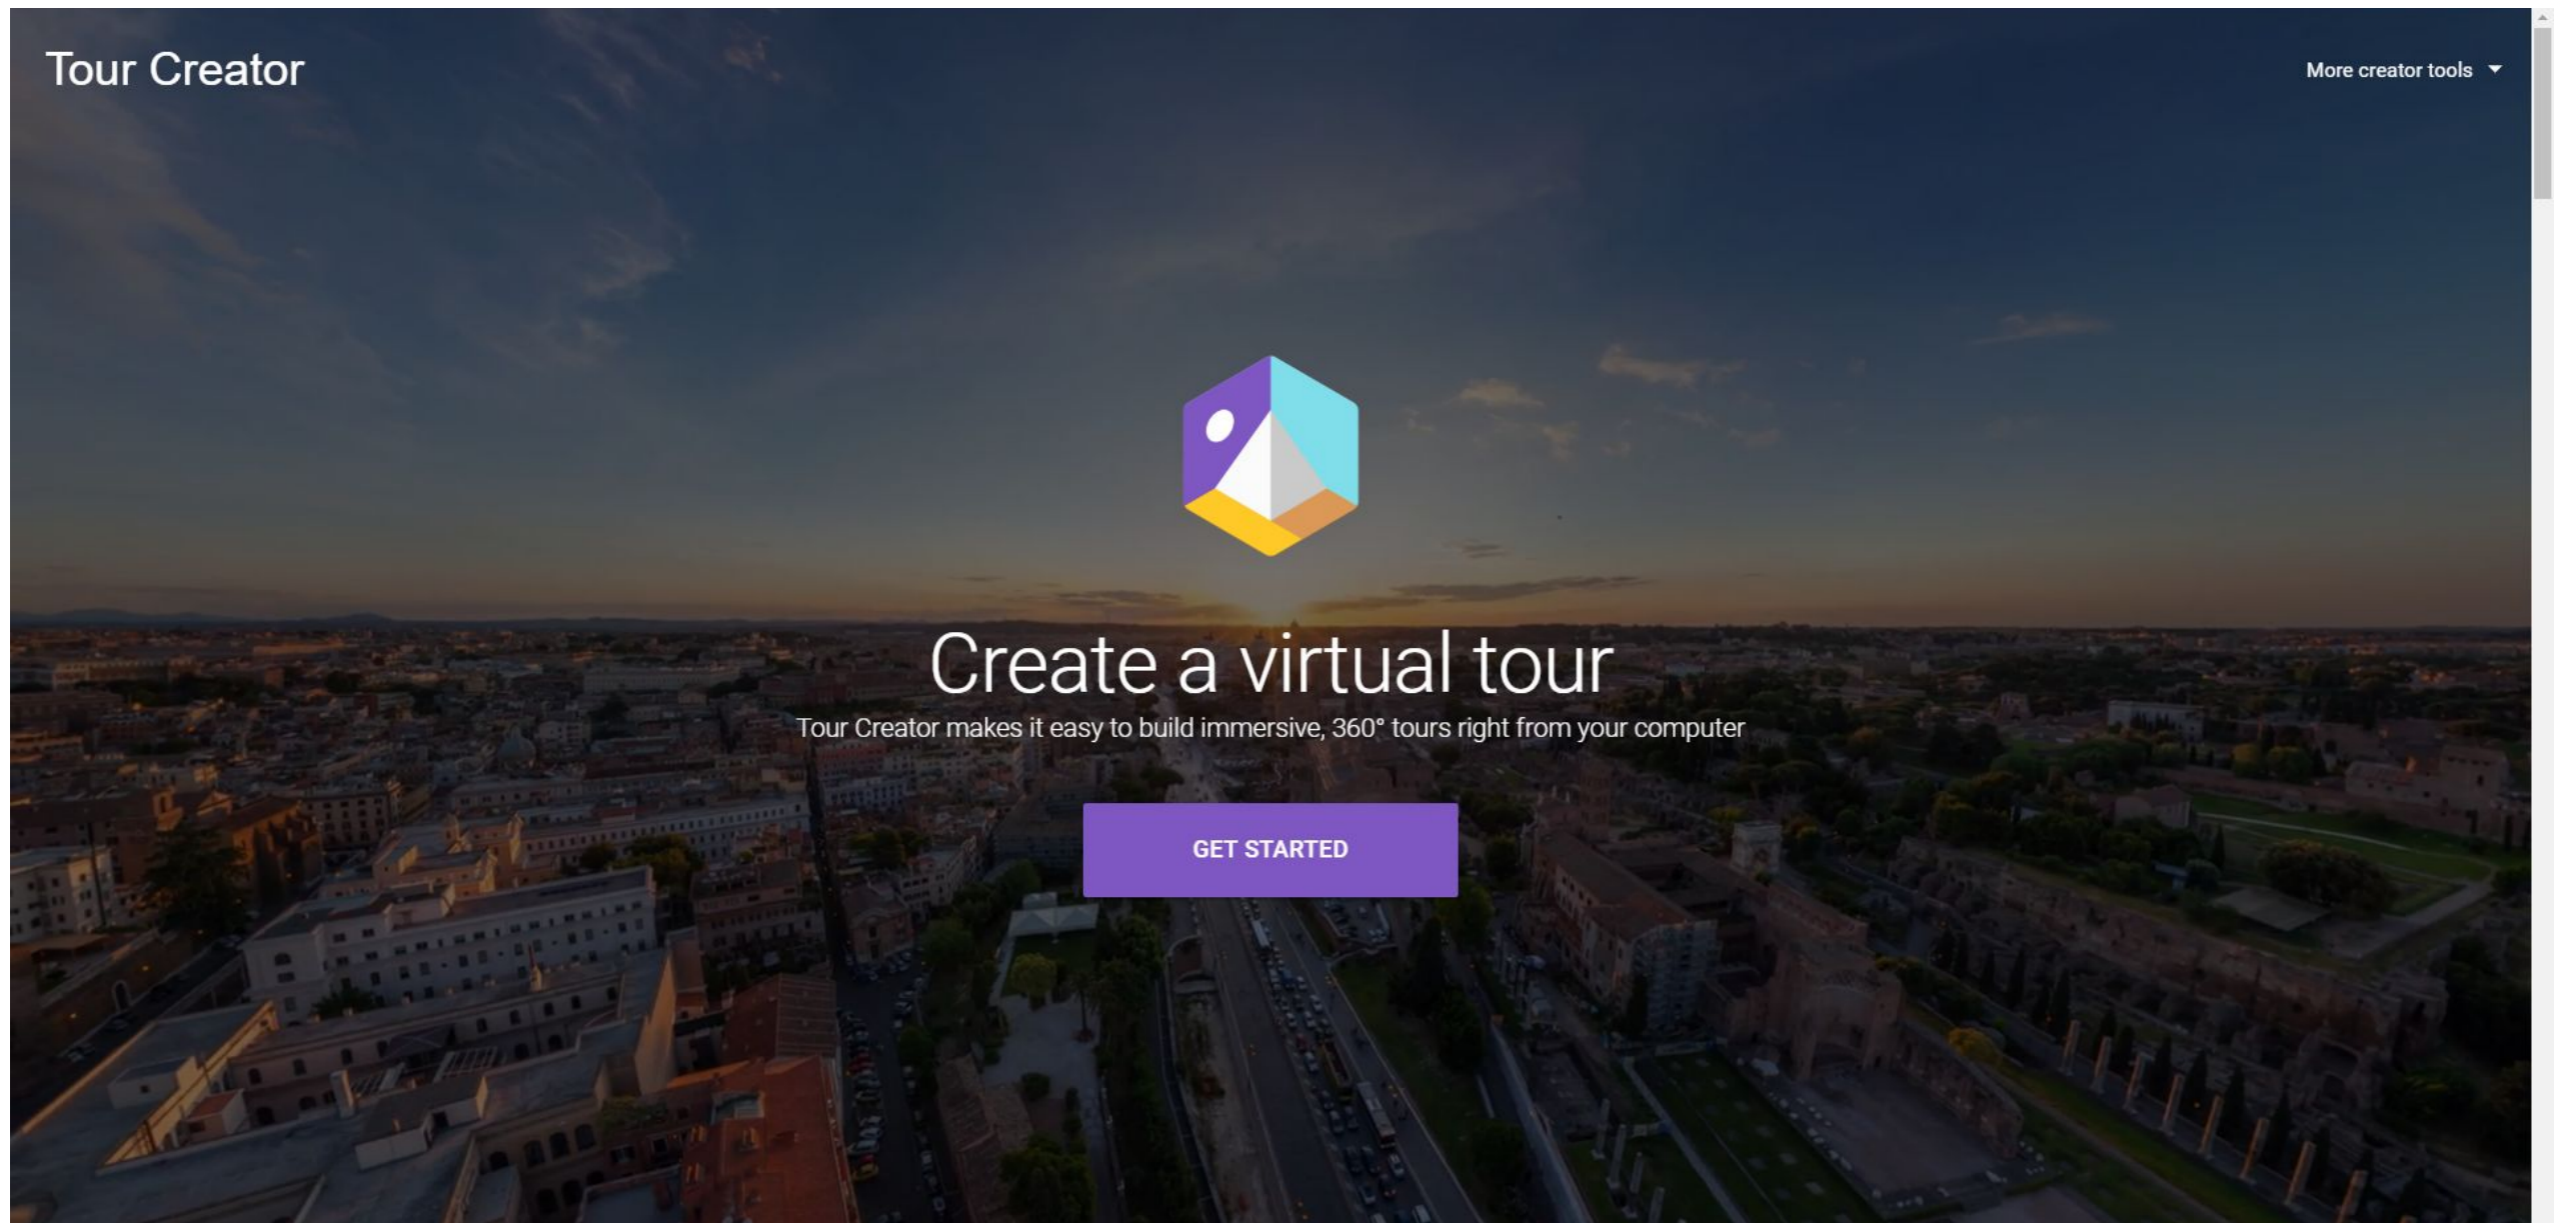 Tour Creator
More creator tools
Create a virtual tour
Tour Creator makes it easy to build immersive, 360° tours right from your computer
GET STARTED